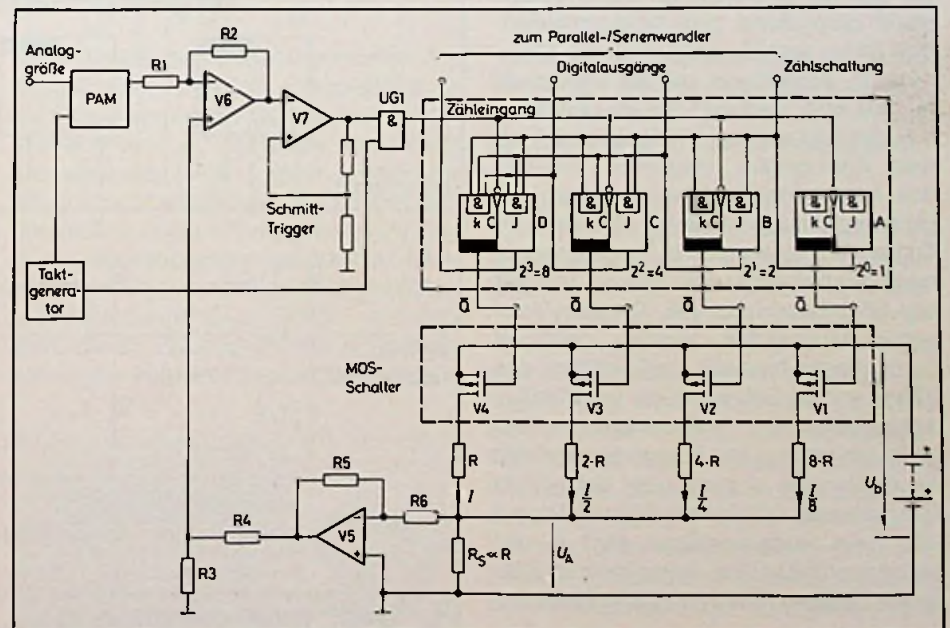 zum Parallel-/Serienwandler
Analog-
größe
R1
R2
Digitalausgänge
Zählschaltung
PAM
V6
V7
UG1
&
Zähleingang
Schmitt-
Trigger
Takt-
genera-
tor
& & D & & C & & B & & A
k C J k C J k C J k C J
2³=8 2²=4 2¹=2 2⁰=1
Q̅ Q̅ Q̅ Q̅
MOS-
Schalter
V4 V3 V2 V1
R 2·R 4·R 8·R
I I/2 I/4 I/8
U_b
R5
R4
V5
R6
R3
R_S≪R
U_A